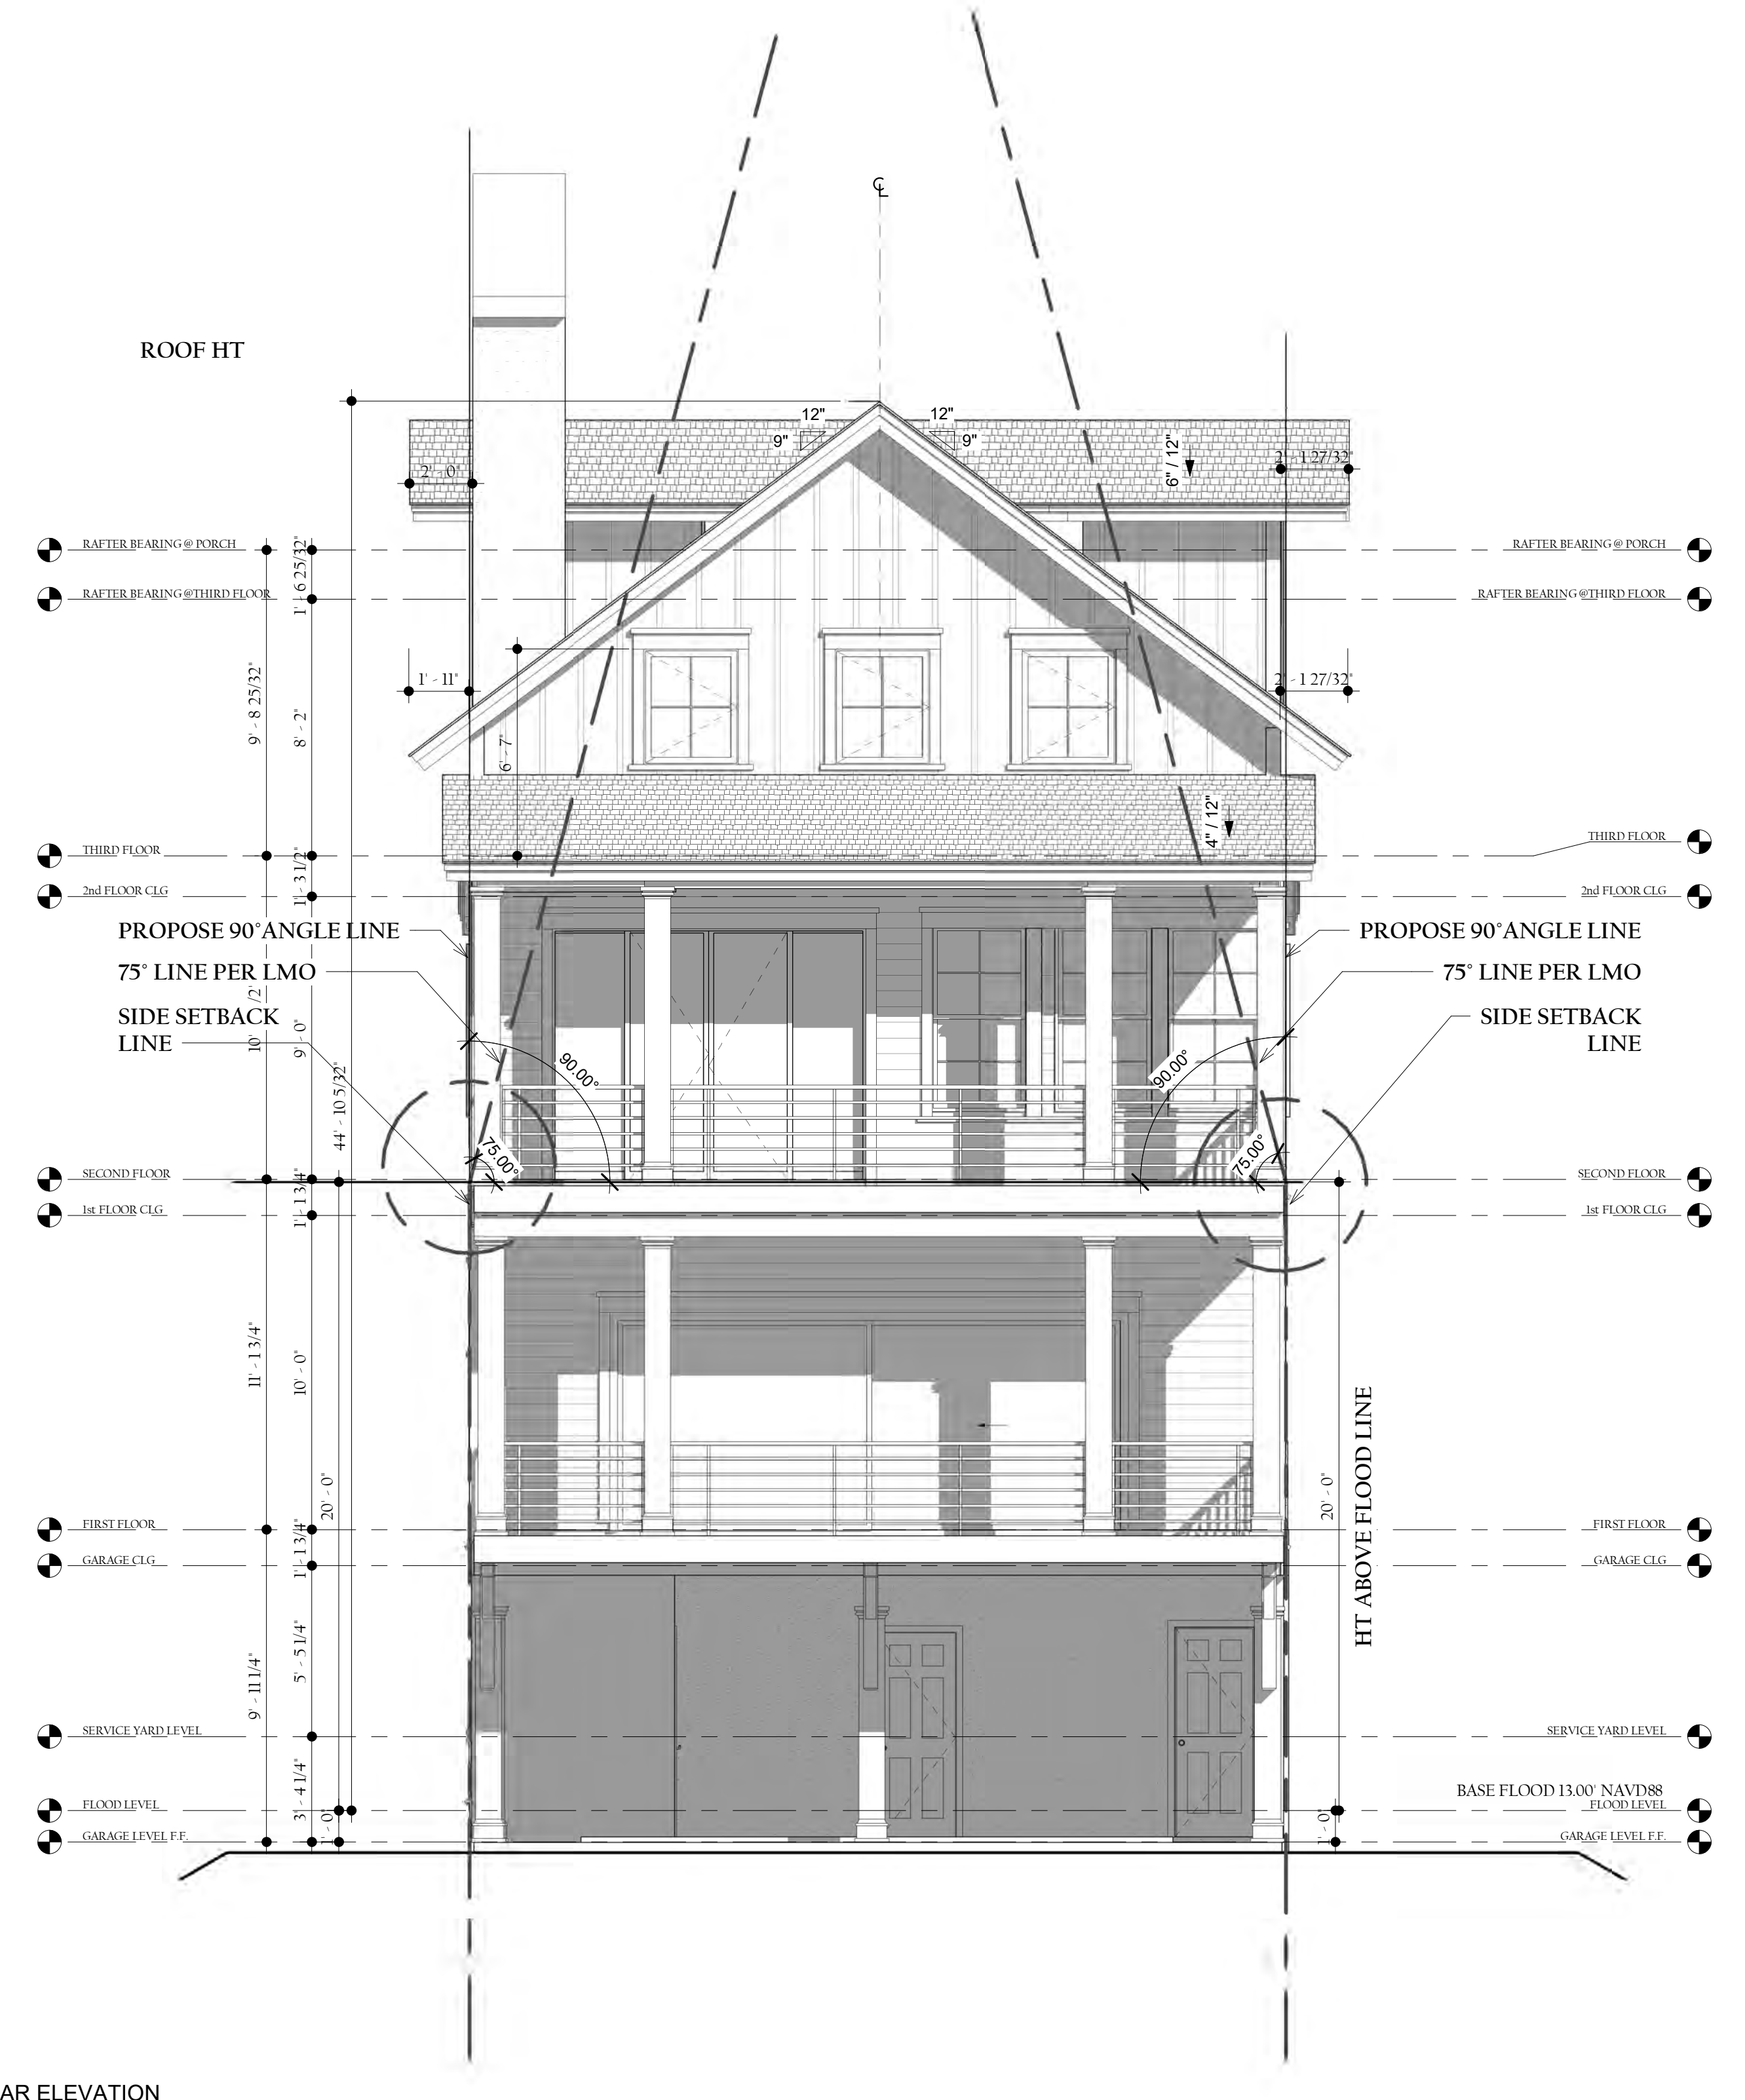 ℄
ROOF HT
12"
12"
9"
9"
6" / 12"
2' - 0"
2' - 1 27/32"
RAFTER BEARING @ PORCH
RAFTER BEARING @ PORCH
1' - 6 25/32"
RAFTER BEARING @THIRD FLOOR
RAFTER BEARING @THIRD FLOOR
1' - 11"
2' - 1 27/32"
9' - 8 25/32"
8' - 2"
6' - 7"
4" / 12"
THIRD FLOOR
THIRD FLOOR
1' - 3 1/2"
2nd FLOOR CLG
2nd FLOOR CLG
PROPOSE 90° ANGLE LINE
PROPOSE 90° ANGLE LINE
75° LINE PER LMO
75° LINE PER LMO
SIDE SETBACK
LINE
SIDE SETBACK
LINE
9' - 0"
44' - 10 5/32"
90.00°
90.00°
75.00°
75.00°
SECOND FLOOR
SECOND FLOOR
1' - 1 3/4"
1st FLOOR CLG
1st FLOOR CLG
11' - 1 3/4"
10' - 0"
20' - 0"
20' - 0"
HT ABOVE FLOOD LINE
FIRST FLOOR
FIRST FLOOR
1' - 1 3/4"
GARAGE CLG
GARAGE CLG
9' - 11 1/4"
5' - 5 1/4"
SERVICE YARD LEVEL
SERVICE YARD LEVEL
3' - 4 1/4"
BASE FLOOD 13.00' NAVD88
FLOOD LEVEL
FLOOD LEVEL
1' - 0"
1' - 0"
GARAGE LEVEL F.F.
GARAGE LEVEL F.F.
AR ELEVATION